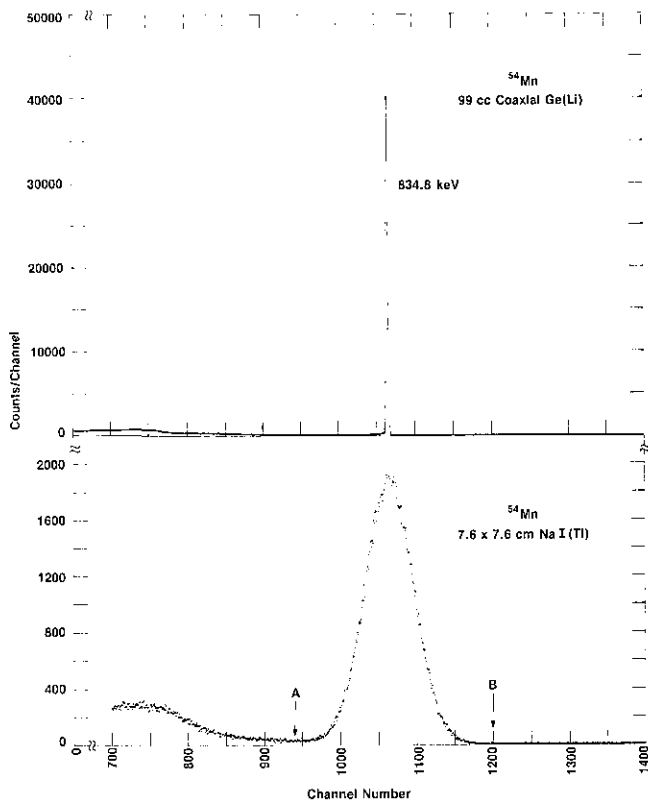 50000
40000
30000
20000
10000
0
⁵⁴Mn
99 cc Coaxial Ge(Li)
834.8 keV
Counts/Channel
2000
1600
1200
800
400
0
⁵⁴Mn
7.6 x 7.6 cm Na I (Tl)
A
B
0
700
800
900
1000
1100
1200
1300
1400
Channel Number